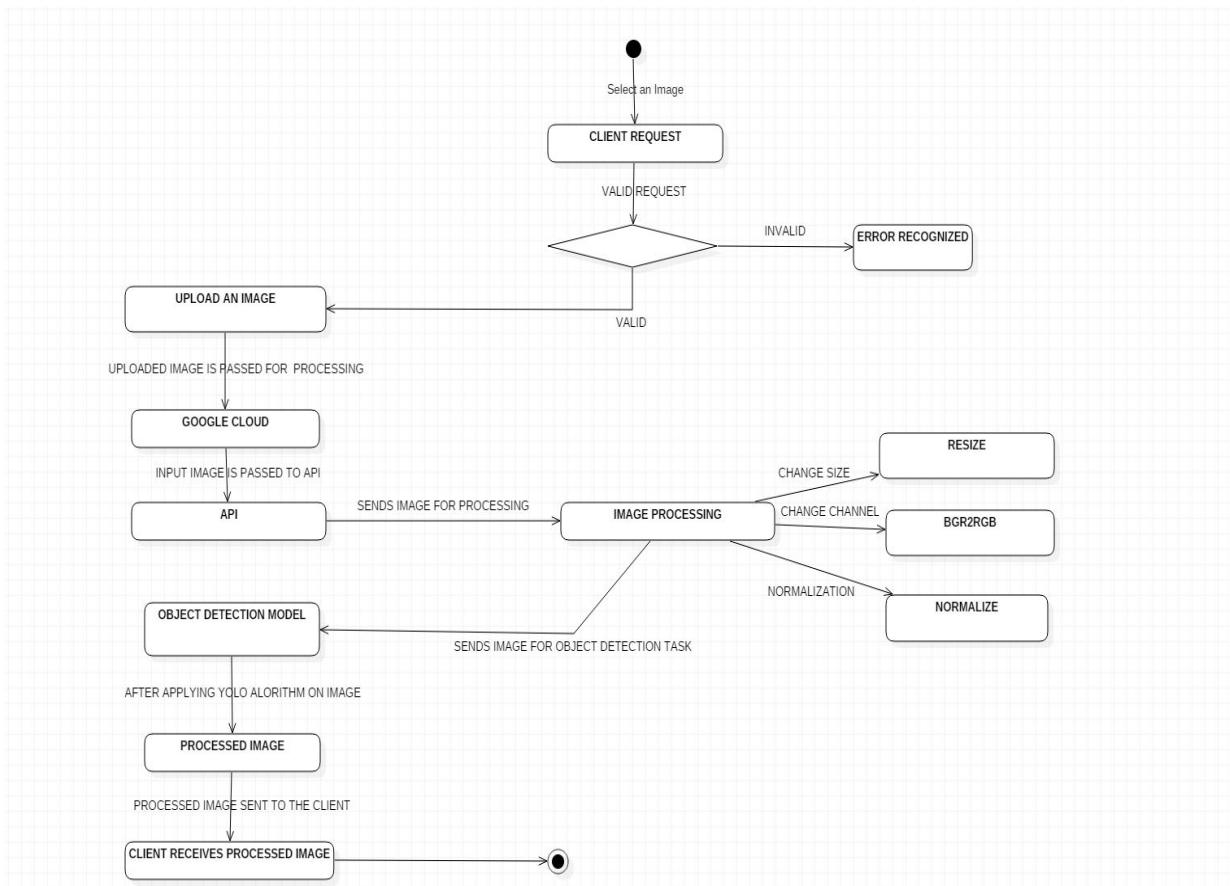 Select an Image
CLIENT REQUEST
VALID REQUEST
INVALID
ERROR RECOGNIZED
UPLOAD AN IMAGE
VALID
UPLOADED IMAGE IS PASSED FOR PROCESSING
GOOGLE CLOUD
INPUT IMAGE IS PASSED TO API
API
SENDS IMAGE FOR PROCESSING
IMAGE PROCESSING
CHANGE SIZE
RESIZE
CHANGE CHANNEL
BGR2RGB
NORMALIZATION
NORMALIZE
OBJECT DETECTION MODEL
SENDS IMAGE FOR OBJECT DETECTION TASK
AFTER APPLYING YOLO ALORITHM ON IMAGE
PROCESSED IMAGE
PROCESSED IMAGE SENT TO THE CLIENT
CLIENT RECEIVES PROCESSED IMAGE